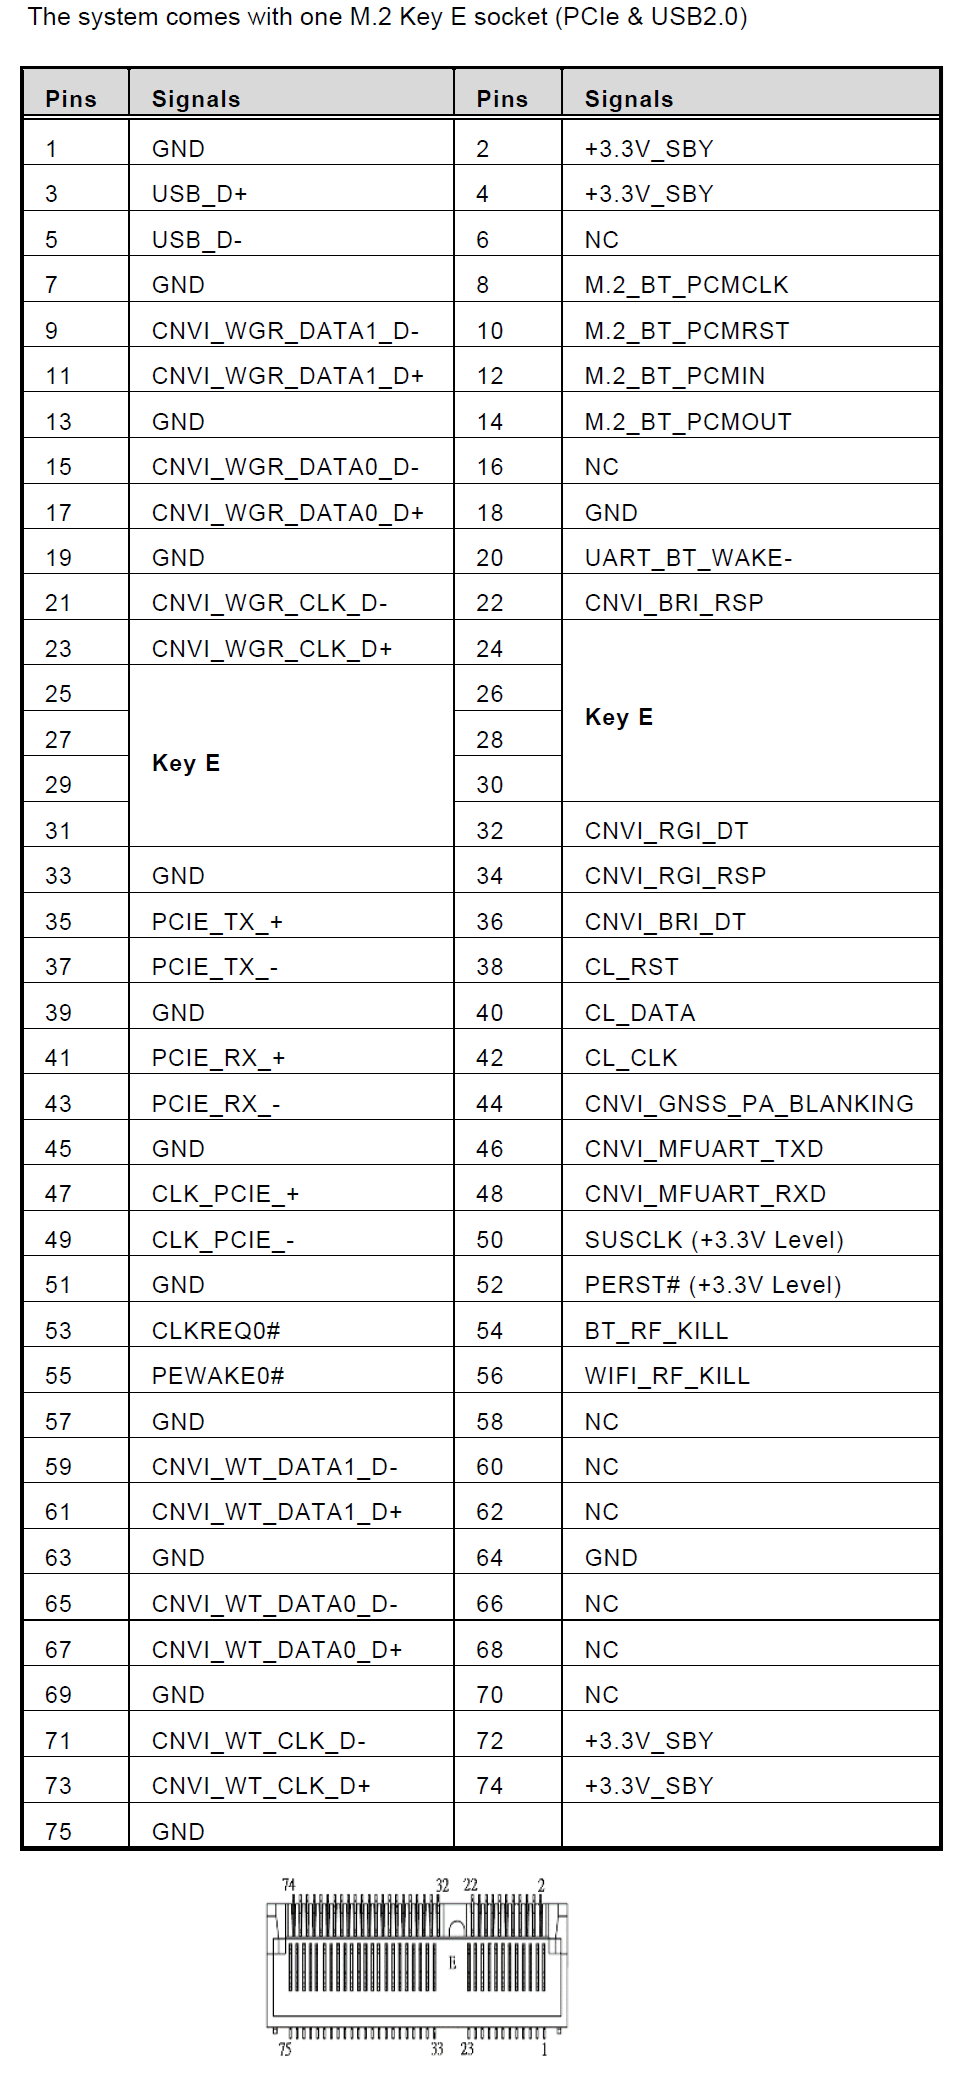 The system comes with one M.2 Key E socket (PCIe & USB2.0)
Pins Signals Pins Signals
1 GND 2 +3.3V_SBY
3 USB_D+ 4 +3.3V_SBY
5 USB_D- 6 NC
7 GND 8 M.2_BT_PCMCLK
9 CNVI_WGR_DATA1_D- 10 M.2_BT_PCMRST
11 CNVI_WGR_DATA1_D+ 12 M.2_BT_PCMIN
13 GND 14 M.2_BT_PCMOUT
15 CNVI_WGR_DATA0_D- 16 NC
17 CNVI_WGR_DATA0_D+ 18 GND
19 GND 20 UART_BT_WAKE-
21 CNVI_WGR_CLK_D- 22 CNVI_BRI_RSP
23 CNVI_WGR_CLK_D+ 24
25 26
Key E
27 28
Key E
29 30
31 32 CNVI_RGI_DT
33 GND 34 CNVI_RGI_RSP
35 PCIE_TX_+ 36 CNVI_BRI_DT
37 PCIE_TX_- 38 CL_RST
39 GND 40 CL_DATA
41 PCIE_RX_+ 42 CL_CLK
43 PCIE_RX_- 44 CNVI_GNSS_PA_BLANKING
45 GND 46 CNVI_MFUART_TXD
47 CLK_PCIE_+ 48 CNVI_MFUART_RXD
49 CLK_PCIE_- 50 SUSCLK (+3.3V Level)
51 GND 52 PERST# (+3.3V Level)
53 CLKREQ0# 54 BT_RF_KILL
55 PEWAKE0# 56 WIFI_RF_KILL
57 GND 58 NC
59 CNVI_WT_DATA1_D- 60 NC
61 CNVI_WT_DATA1_D+ 62 NC
63 GND 64 GND
65 CNVI_WT_DATA0_D- 66 NC
67 CNVI_WT_DATA0_D+ 68 NC
69 GND 70 NC
71 CNVI_WT_CLK_D- 72 +3.3V_SBY
73 CNVI_WT_CLK_D+ 74 +3.3V_SBY
75 GND
74 32 22 2
E
75 33 23 1